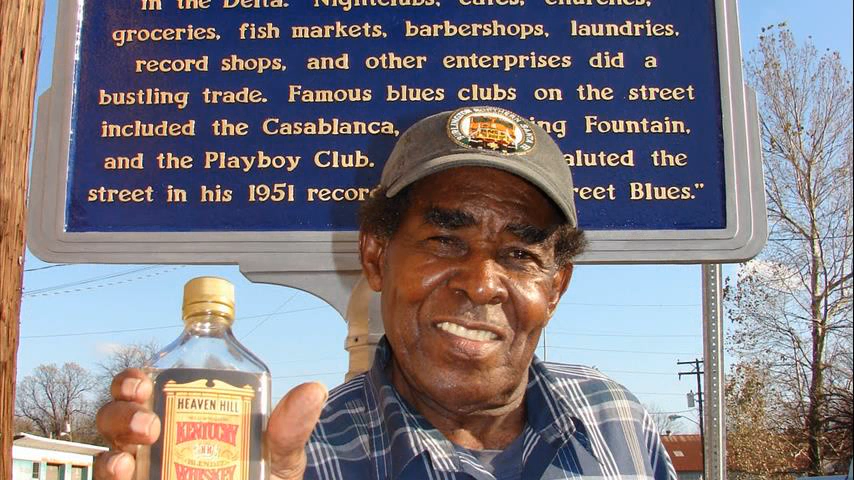 in the Delta. Nightclubs, cafes, churches,
groceries, fish markets, barbershops, laundries,
record shops, and other enterprises did a
bustling trade. Famous blues clubs on the street
included the Casablanca, ing Fountain,
and the Playboy Club. aluted the
street in his 1951 recor reet Blues."
HEAVEN HILL
KENTUCKY
BLENDED
WHISKEY